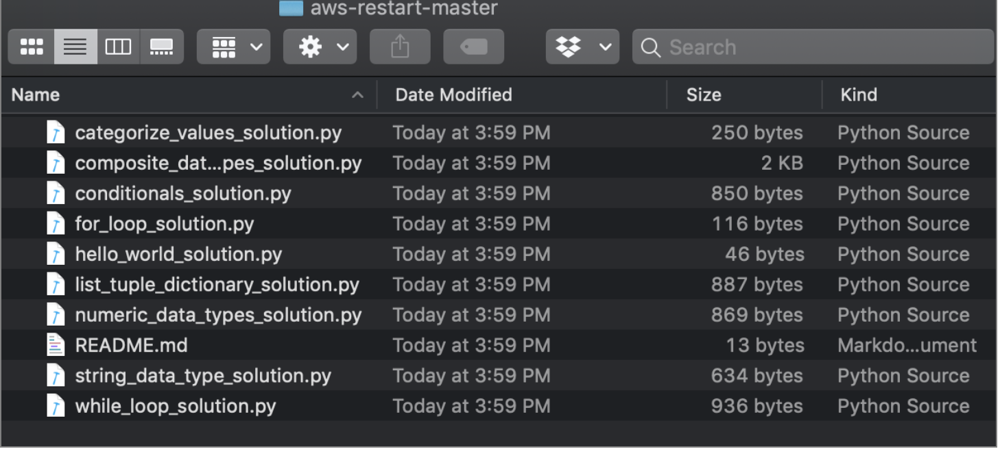 aws-restart-master
Search
Name Date Modified Size Kind
categorize_values_solution.py Today at 3:59 PM 250 bytes Python Source
composite_dat...pes_solution.py Today at 3:59 PM 2 KB Python Source
conditionals_solution.py Today at 3:59 PM 850 bytes Python Source
for_loop_solution.py Today at 3:59 PM 116 bytes Python Source
hello_world_solution.py Today at 3:59 PM 46 bytes Python Source
list_tuple_dictionary_solution.py Today at 3:59 PM 887 bytes Python Source
numeric_data_types_solution.py Today at 3:59 PM 869 bytes Python Source
README.md Today at 3:59 PM 13 bytes Markdo...ument
string_data_type_solution.py Today at 3:59 PM 634 bytes Python Source
while_loop_solution.py Today at 3:59 PM 936 bytes Python Source